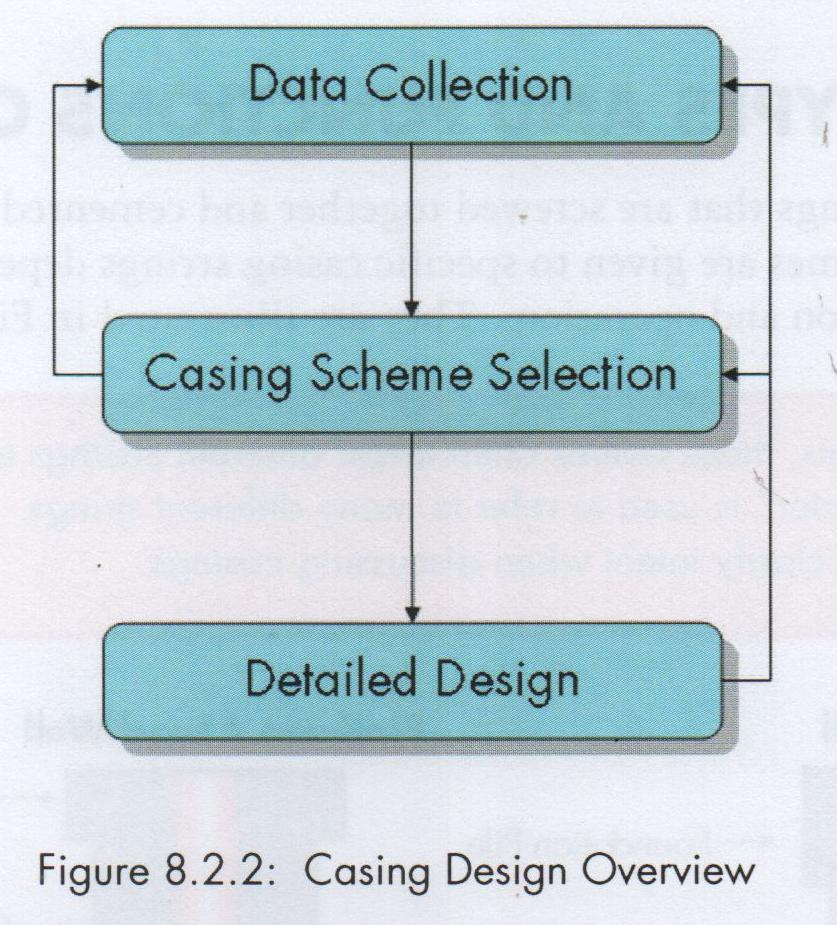 Data Collection
Casing Scheme Selection
Detailed Design
Figure 8.2.2: Casing Design Overview